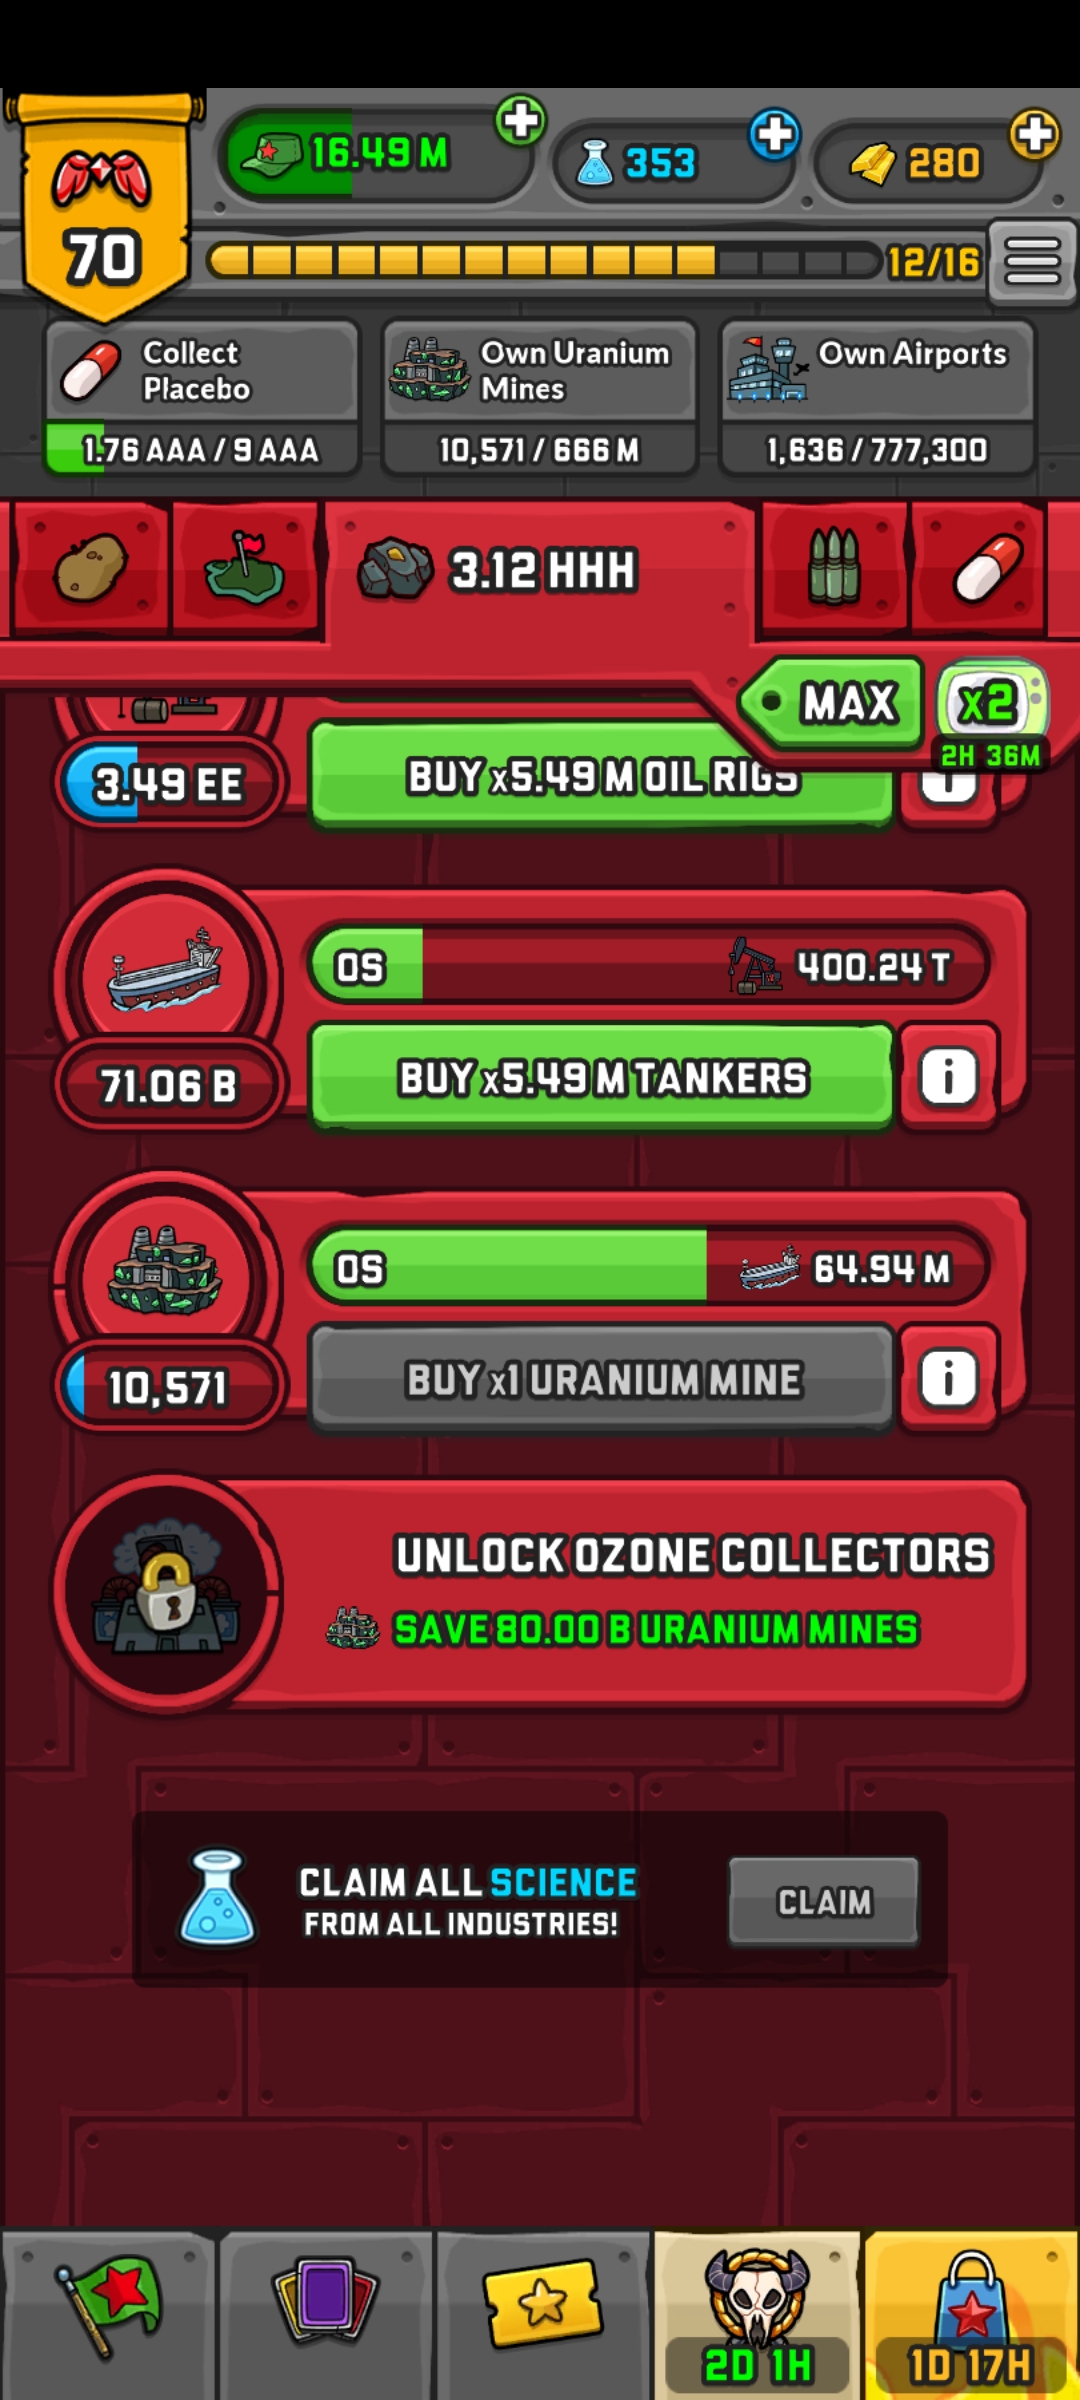 16.49 M
353
280
70
12/16
Collect
Placebo
Own Uranium
Mines
Own Airports
1.76 AAA / 9 AAA
10,571 / 666 M
1,636 / 777,300
3.12 HHH
MAX
x2
2H 36M
3.49 EE
BUY x5.49 M OIL RIGS
0S
400.24 T
71.06 B
BUY x5.49 M TANKERS
i
0S
64.94 M
10,571
BUY x1 URANIUM MINE
i
UNLOCK OZONE COLLECTORS
SAVE 80.00 B URANIUM MINES
CLAIM ALL SCIENCE
FROM ALL INDUSTRIES!
CLAIM
2D 1H
1D 17H